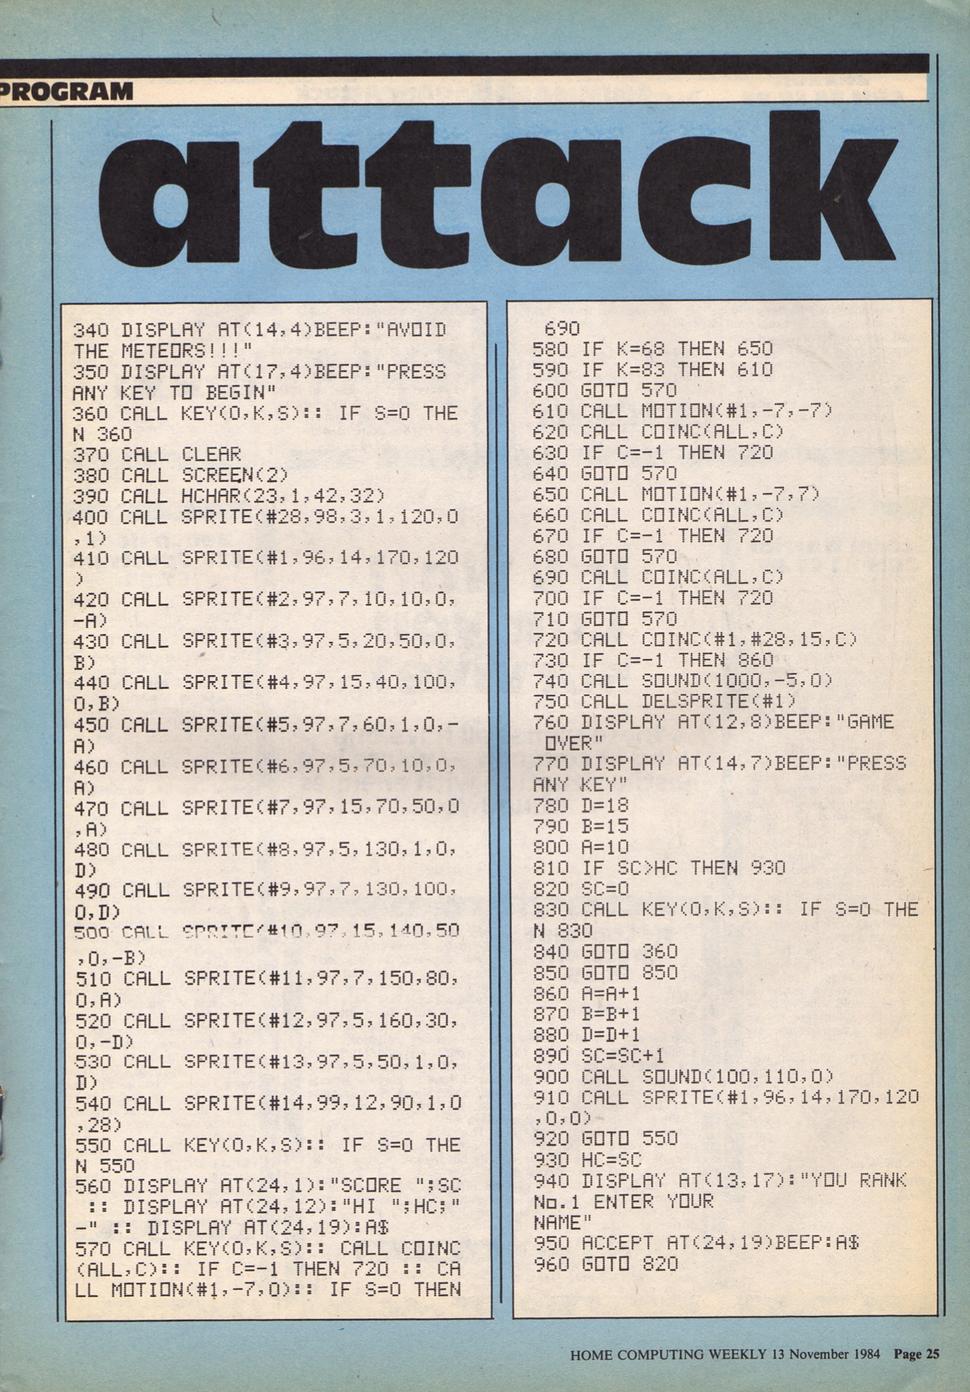 PROGRAM
attack
340 DISPLAY AT(14,4)BEEP:"AVOID
THE METEORS!!!"
350 DISPLAY AT(17,4)BEEP:"PRESS
ANY KEY TO BEGIN"
360 CALL KEY(0,K,S):: IF S=0 THE
N 360
370 CALL CLEAR
380 CALL SCREEN(2)
390 CALL HCHAR(23,1,42,32)
400 CALL SPRITE(#28,98,3,1,120,0
,1)
410 CALL SPRITE(#1,96,14,170,120
)
420 CALL SPRITE(#2,97,7,10,10,0,
-A)
430 CALL SPRITE(#3,97,5,20,50,0,
B)
440 CALL SPRITE(#4,97,15,40,100,
0,B)
450 CALL SPRITE(#5,97,7,60,1,0,-
A)
460 CALL SPRITE(#6,97,5,70,10,0,
A)
470 CALL SPRITE(#7,97,15,70,50,0
,A)
480 CALL SPRITE(#8,97,5,130,1,0,
D)
490 CALL SPRITE(#9,97,7,130,100,
0,D)
500 CALL SPRITE(#10,97,15,140,50
,0,-B)
510 CALL SPRITE(#11,97,7,150,80,
0,A)
520 CALL SPRITE(#12,97,5,160,30,
0,-D)
530 CALL SPRITE(#13,97,5,50,1,0,
D)
540 CALL SPRITE(#14,99,12,90,1,0
,28)
550 CALL KEY(0,K,S):: IF S=0 THE
N 550
560 DISPLAY AT(24,1):"SCORE ";SC
:: DISPLAY AT(24,12):"HI ";HC;"
-" :: DISPLAY AT(24,19):A$
570 CALL KEY(0,K,S):: CALL COINC
(ALL,C):: IF C=-1 THEN 720 :: CA
LL MOTION(#1,-7,0):: IF S=0 THEN
690
580 IF K=68 THEN 650
590 IF K=83 THEN 610
600 GOTO 570
610 CALL MOTION(#1,-7,-7)
620 CALL COINC(ALL,C)
630 IF C=-1 THEN 720
640 GOTO 570
650 CALL MOTION(#1,-7,7)
660 CALL COINC(ALL,C)
670 IF C=-1 THEN 720
680 GOTO 570
690 CALL COINC(ALL,C)
700 IF C=-1 THEN 720
710 GOTO 570
720 CALL COINC(#1,#28,15,C)
730 IF C=-1 THEN 860
740 CALL SOUND(1000,-5,0)
750 CALL DELSPRITE(#1)
760 DISPLAY AT(12,8)BEEP:"GAME
OVER"
770 DISPLAY AT(14,7)BEEP:"PRESS
ANY KEY"
780 D=18
790 B=15
800 A=10
810 IF SC>HC THEN 930
820 SC=0
830 CALL KEY(0,K,S):: IF S=0 THE
N 830
840 GOTO 360
850 GOTO 850
860 A=A+1
870 B=B+1
880 D=D+1
890 SC=SC+1
900 CALL SOUND(100,110,0)
910 CALL SPRITE(#1,96,14,170,120
,0,0)
920 GOTO 550
930 HC=SC
940 DISPLAY AT(13,17):"YOU RANK
No.1 ENTER YOUR
NAME"
950 ACCEPT AT(24,19)BEEP:A$
960 GOTO 820
HOME COMPUTING WEEKLY 13 November 1984 Page 25